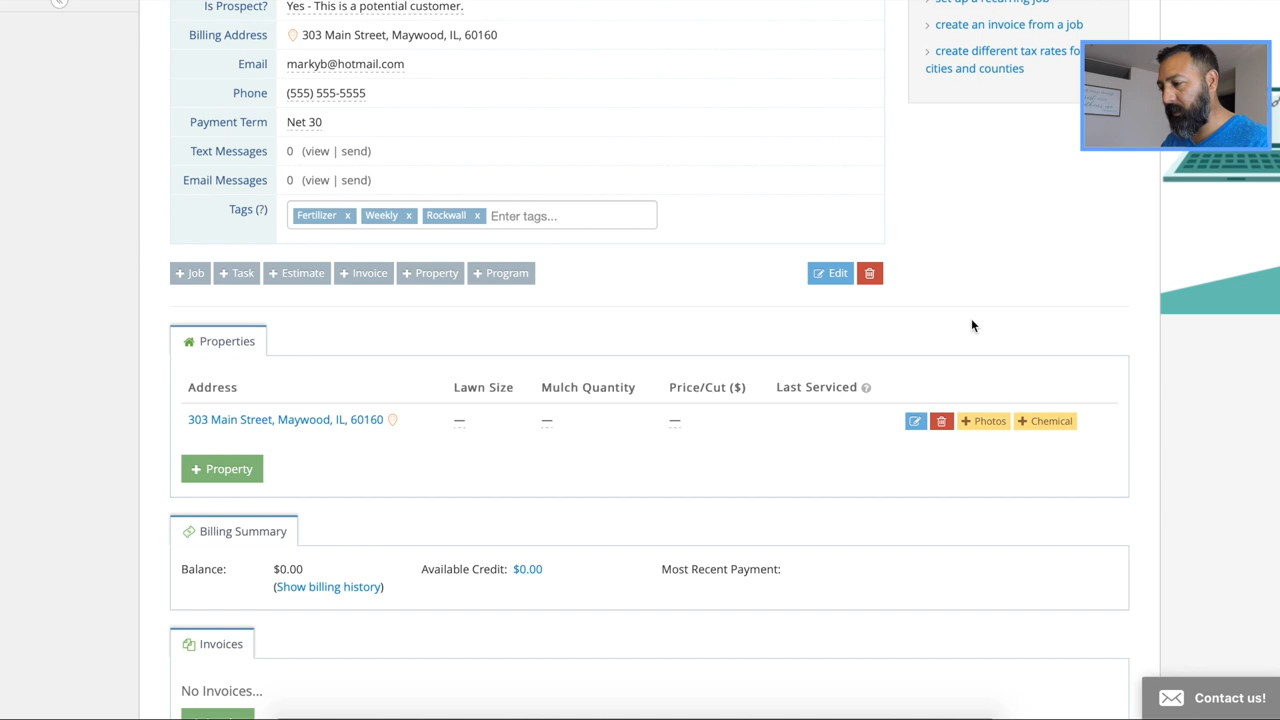 Is Prospect? Yes - This is a potential customer.
Billing Address 303 Main Street, Maywood, IL, 60160
Email markyb@hotmail.com
Phone (555) 555-5555
Payment Term Net 30
Text Messages 0 (view | send)
Email Messages 0 (view | send)
Tags (?) Fertilizer x Weekly x Rockwall x Enter tags...
set up a recurring job
> create an invoice from a job
> create different tax rates fo
cities and counties
+ Job + Task + Estimate + Invoice + Property + Program Edit
Properties
Address Lawn Size Mulch Quantity Price/Cut ($) Last Serviced ?
303 Main Street, Maywood, IL, 60160 — — — + Photos + Chemical
+ Property
Billing Summary
Balance: $0.00 Available Credit: $0.00 Most Recent Payment:
(Show billing history)
Invoices
No Invoices...
Contact us!